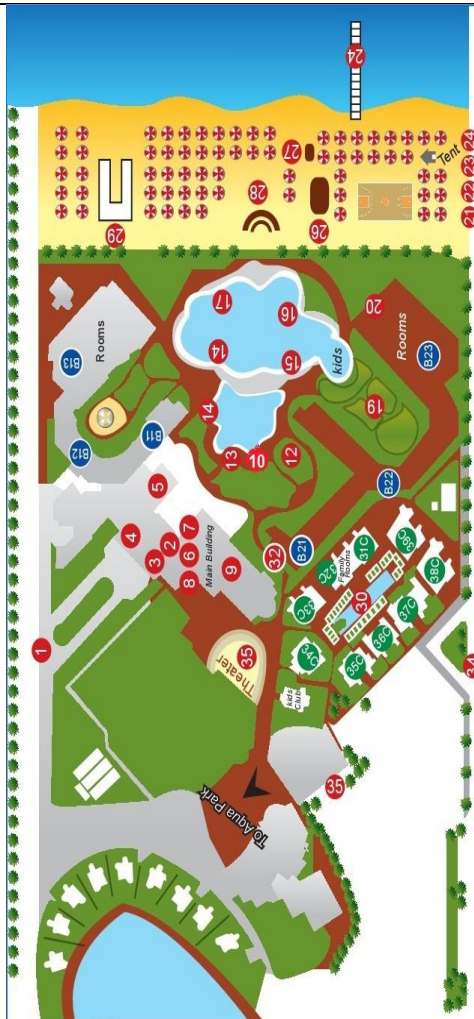 24
24
23
22
21
Tent
27
28
26
29
17
16
14
15
kids
20
Rooms
B23
19
Rooms
B13
B12
B11
14
13
10
12
B22
5
4
3
2
7
6
8
Main Building
9
32
B21
1
Family
Rooms
31C
32C
33C
39C
38C
30
37C
36C
35C
34C
Theater
35
kids
Club
35
To Aqua Park